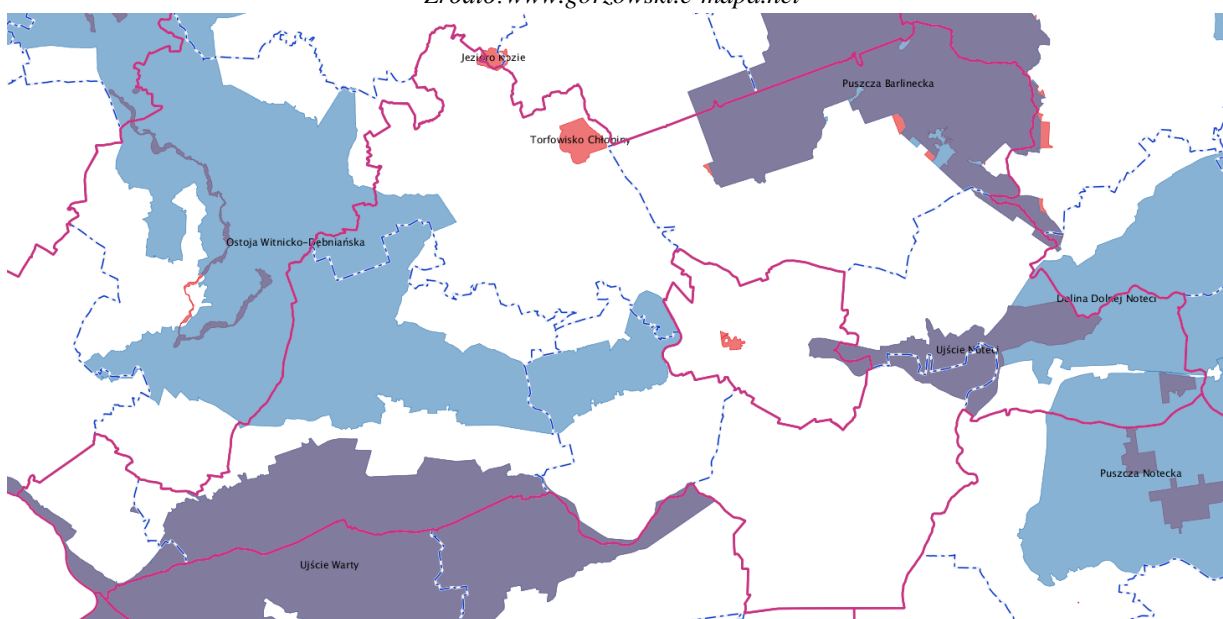 Źródło:www.gorzowski.e-mapa.net
Jezioro Kozie
Puszcza Barlinecka
Torfowisko Chłopiny
Ostoja Witnicko-Dębniańska
Dolina Dolnej Noteci
Ujście Noteci
Puszcza Notecka
Ujście Warty